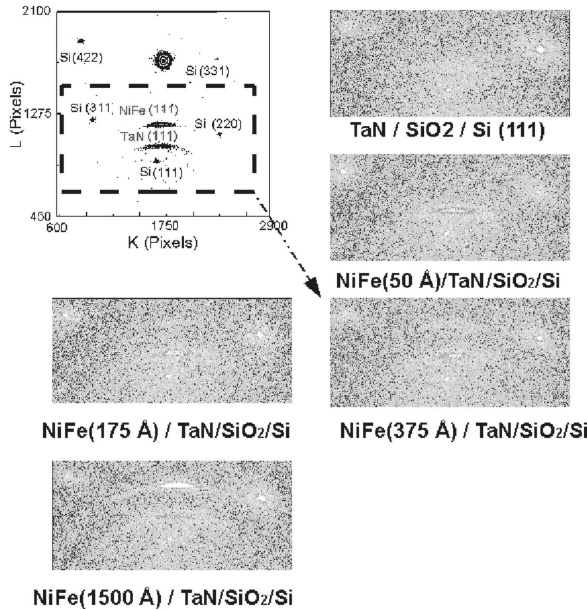 2100
Si(422)
Si(331)
L (Pixels)
1275
Si(311)
NiFe(111)
Si(220)
TaN(111)
Si(111)
450
600
1750
2900
K (Pixels)
TaN / SiO2 / Si (111)
NiFe(50 Å)/TaN/SiO₂/Si
NiFe(175 Å) / TaN/SiO₂/Si
NiFe(375 Å) / TaN/SiO₂/Si
NiFe(1500 Å) / TaN/SiO₂/Si